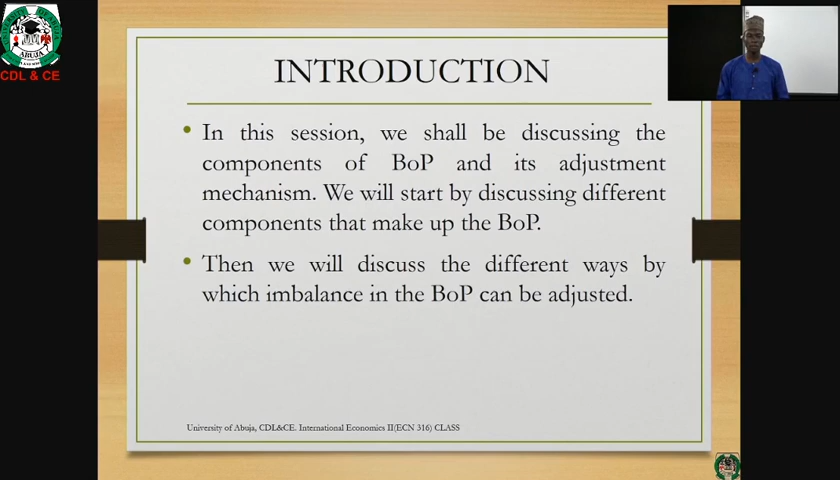 ABUJA
CDL & CE
INTRODUCTION
• In this session, we shall be discussing the
components of BoP and its adjustment
mechanism. We will start by discussing different
components that make up the BoP.
• Then we will discuss the different ways by
which imbalance in the BoP can be adjusted.
University of Abuja, CDL&CE. International Economics II(ECN 316) CLASS